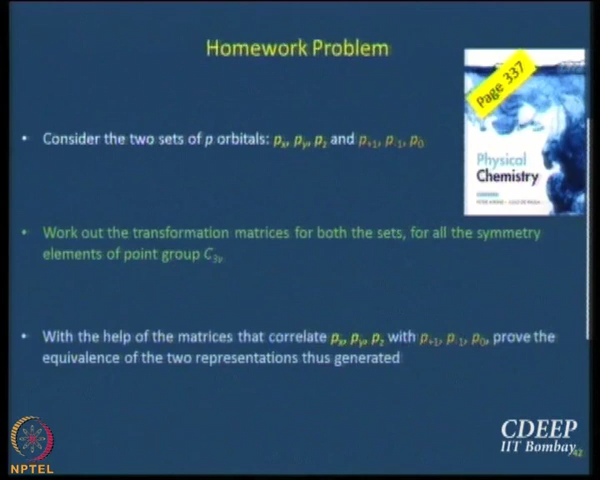 Homework Problem
Page 337
Physical
Chemistry
• Consider the two sets of p orbitals: px, py, pz and p+1, p-1, p0
• Work out the transformation matrices for both the sets, for all the symmetry
elements of point group C3v
• With the help of the matrices that correlate px, py, pz with p+1, p-1, p0, prove the
equivalence of the two representations thus generated
NPTEL
CDEEP
IIT Bombay
42